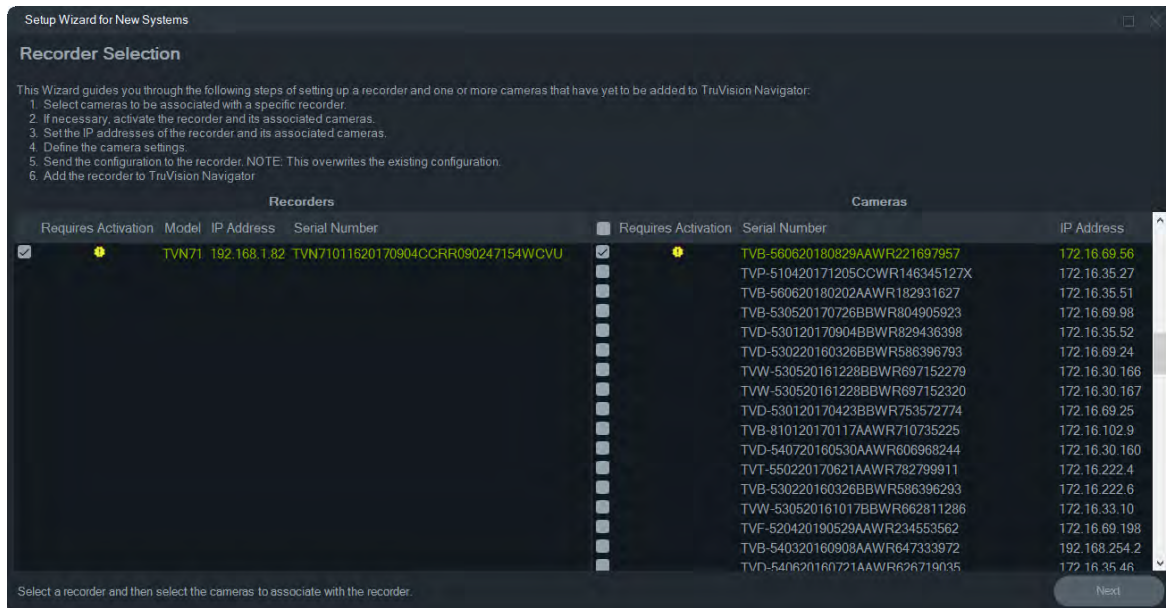 Setup Wizard for New Systems
Recorder Selection
This Wizard guides you through the following steps of setting up a recorder and one or more cameras that have yet to be added to TruVision Navigator:
1. Select cameras to be associated with a specific recorder.
2. If necessary, activate the recorder and its associated cameras.
3. Set the IP addresses of the recorder and its associated cameras.
4. Define the camera settings.
5. Send the configuration to the recorder. NOTE: This overwrites the existing configuration.
6. Add the recorder to TruVision Navigator
Recorders
Requires Activation Model IP Address Serial Number
TVN71 192.168.1.82 TVN71011620170904CCRR090247154WCVU
Cameras
Requires Activation Serial Number IP Address
TVB-560620180829AAWR221697957 172.16.69.56
TVP-510420171205CCWR146345127X 172.16.35.27
TVB-560620180202AAWR182931627 172.16.35.51
TVB-530520170726BBWR804905923 172.16.69.98
TVD-530120170904BBWR829436398 172.16.35.52
TVD-530220160326BBWR586396793 172.16.69.24
TVW-530520161228BBWR697152279 172.16.30.166
TVW-530520161228BBWR697152320 172.16.30.167
TVD-530120170423BBWR753572774 172.16.69.25
TVB-810120170117AAWR710735225 172.16.102.9
TVD-540720160530AAWR606968244 172.16.30.160
TVT-550220170621AAWR782799911 172.16.222.4
TVB-530220160326BBWR586396293 172.16.222.6
TVW-530520161017BBWR662811286 172.16.33.10
TVF-520420190529AAWR234553562 172.16.69.198
TVB-540320160908AAWR647333972 192.168.254.2
TVD-540620160721AAWR626719035 172.16.35.46
Select a recorder and then select the cameras to associate with the recorder.
Next